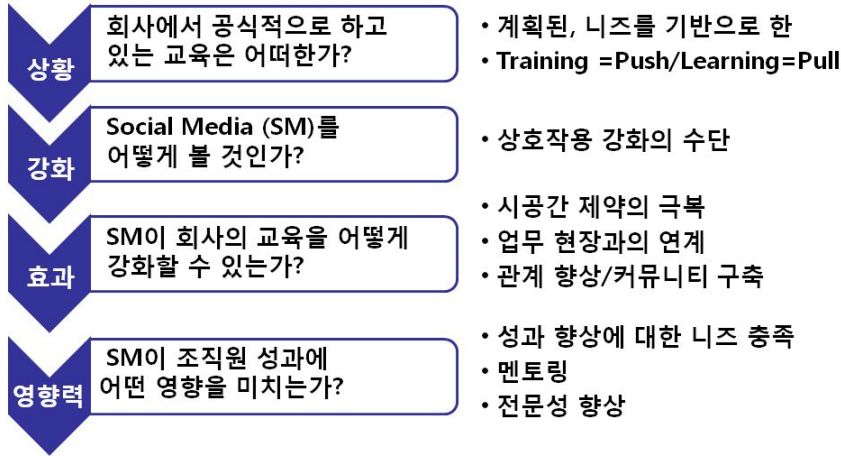 상황
회사에서 공식적으로 하고
있는 교육은 어떠한가?
• 계획된, 니즈를 기반으로 한
• Training =Push/Learning=Pull
강화
Social Media (SM)를
어떻게 볼 것인가?
• 상호작용 강화의 수단
효과
SM이 회사의 교육을 어떻게
강화할 수 있는가?
• 시공간 제약의 극복
• 업무 현장과의 연계
• 관계 향상/커뮤니티 구축
영향력
SM이 조직원 성과에
어떤 영향을 미치는가?
• 성과 향상에 대한 니즈 충족
• 멘토링
• 전문성 향상